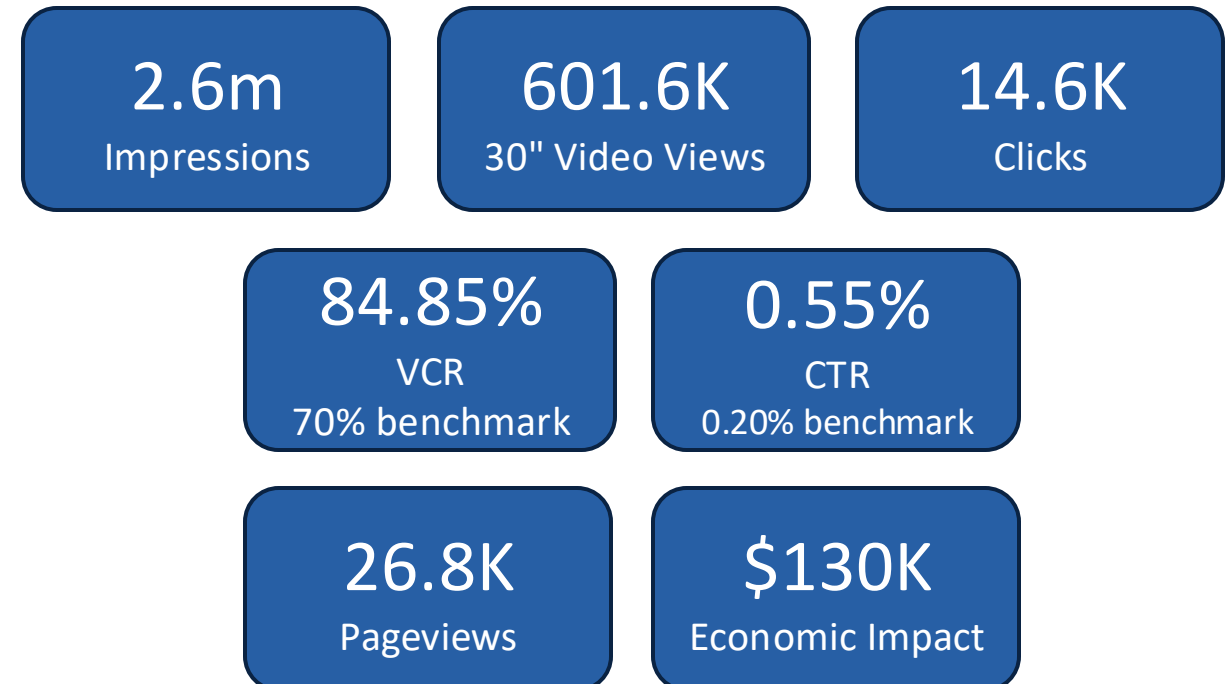 2.6m
Impressions
601.6K
30" Video Views
14.6K
Clicks
84.85%
VCR
70% benchmark
0.55%
CTR
0.20% benchmark
26.8K
Pageviews
$130K
Economic Impact